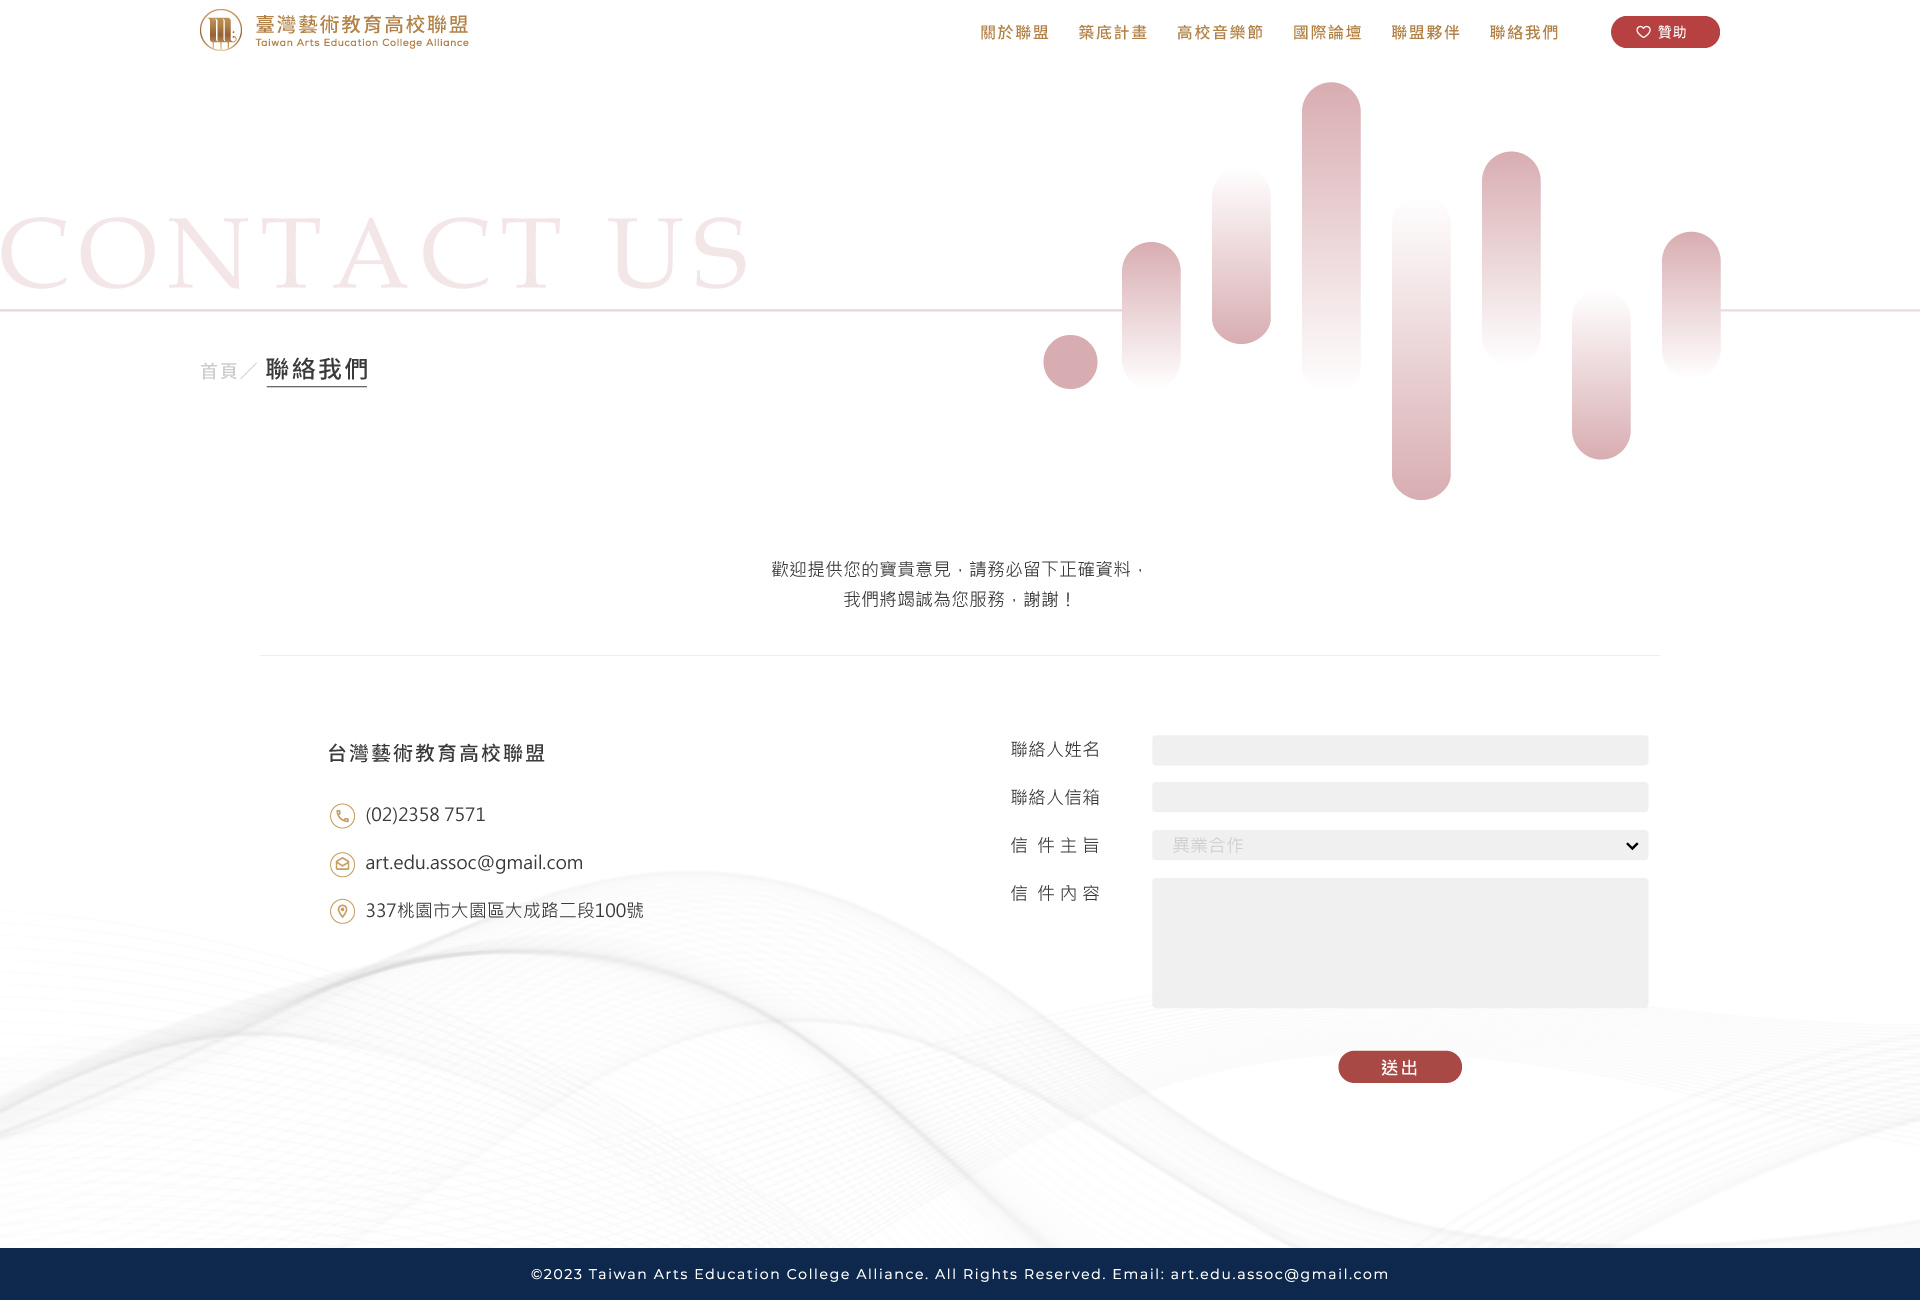 臺灣藝術教育高校聯盟
Taiwan Arts Education College Alliance
關於聯盟 築底計畫 高校音樂節 國際論壇 聯盟夥伴 聯絡我們 贊助
CONTACT US
首頁／ 聯絡我們
歡迎提供您的寶貴意見，請務必留下正確資料，
我們將竭誠為您服務，謝謝！
台灣藝術教育高校聯盟
(02)2358 7571
art.edu.assoc@gmail.com
337桃園市大園區大成路二段100號
聯絡人姓名
聯絡人信箱
信件主旨 異業合作
信件內容
送出
©2023 Taiwan Arts Education College Alliance. All Rights Reserved. Email: art.edu.assoc@gmail.com